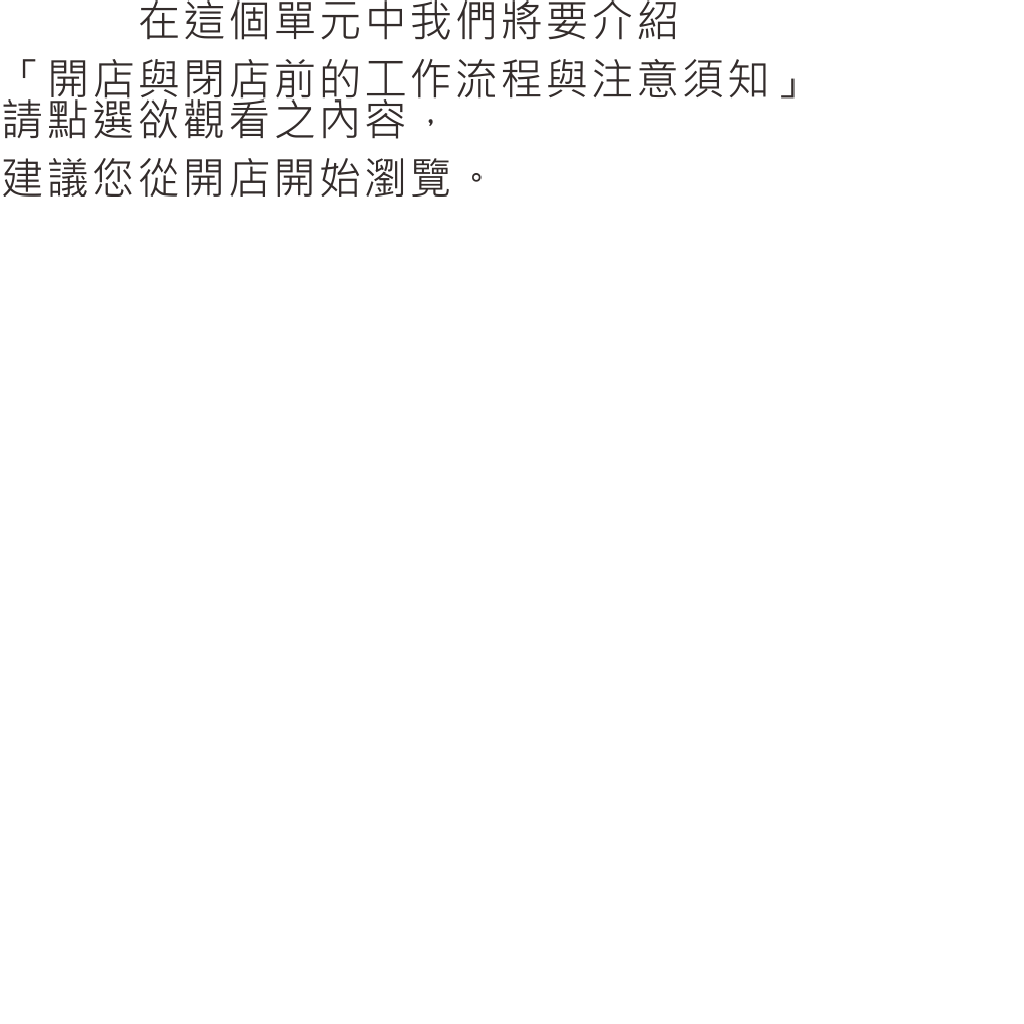 在這個單元中我們將要介紹
「開店與閉店前的工作流程與注意須知」
請點選欲觀看之內容，
建議您從開店開始瀏覽。